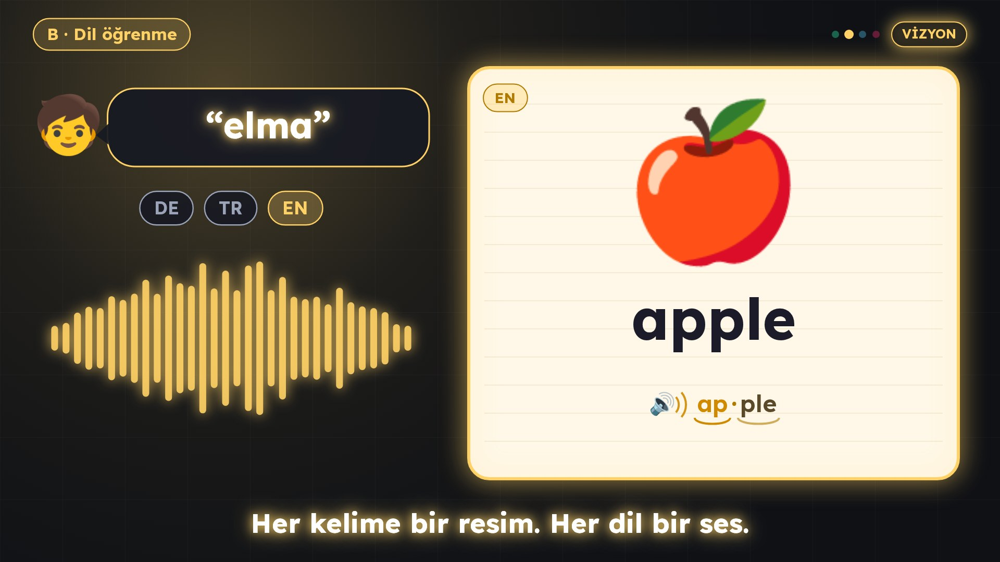 B · Dil öğrenme
VİZYON
“elma”
DE TR EN
EN
apple
ap·ple
Her kelime bir resim. Her dil bir ses.